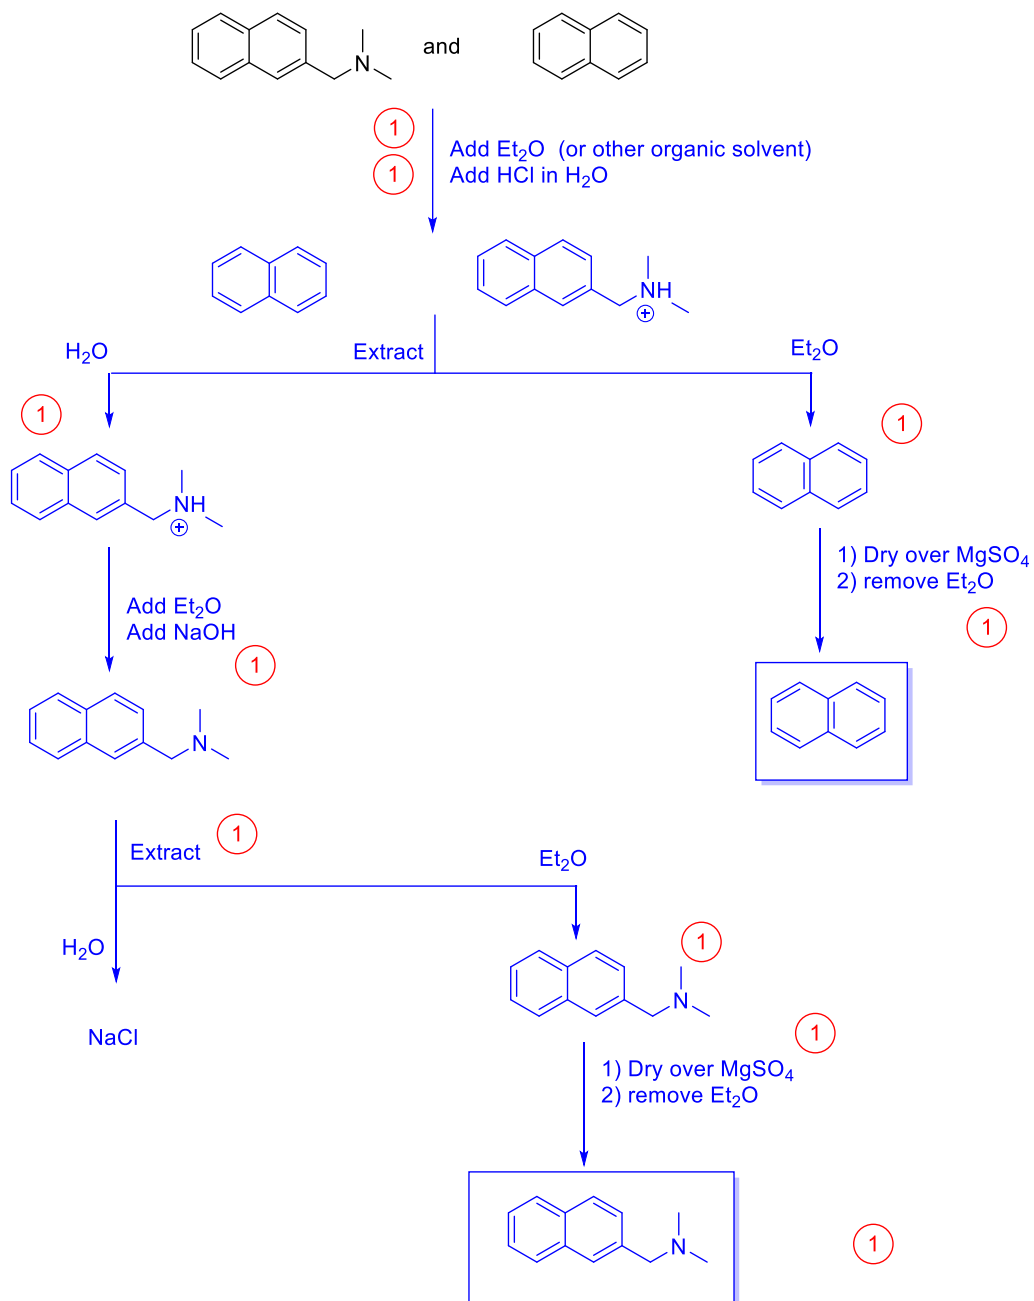 N
and
1
Add Et₂O (or other organic solvent)
1
Add HCl in H₂O
NH
+
H₂O
Extract
Et₂O
1
1
NH
+
1) Dry over MgSO₄
2) remove Et₂O
Add Et₂O
Add NaOH
1
1
N
1
Extract
Et₂O
H₂O
1
N
NaCl
1
1) Dry over MgSO₄
2) remove Et₂O
N
1